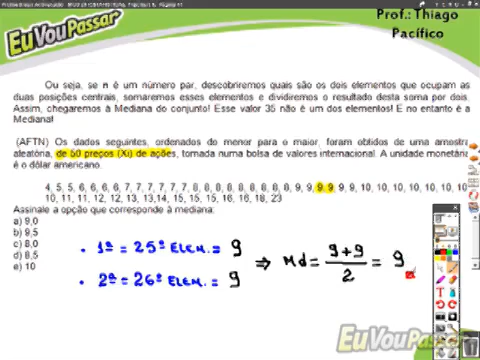 Prof.: Thiago
Pacífico
EuVouPassar
Ou seja, se n é um número par, descobriremos quais são os dois elementos que ocupam as
duas posições centrais, somaremos esses elementos e dividiremos o resultado desta soma por dois.
Assim, chegaremos à Mediana do conjunto! Esse valor 35 não é um dos elementos! E no entanto é a
Mediana!
(AFTN) Os dados seguintes, ordenados do menor para o maior, foram obtidos de uma amostra
aleatória, de 50 preços (Xi) de ações, tomada numa bolsa de valores internacional. A unidade monetária
é o dólar americano.
4, 5, 5, 6, 6, 6, 6, 7, 7, 7, 7, 7, 7, 8, 8, 8, 8, 8, 8, 8, 8, 8, 9, 9, 9, 9, 9, 9, 10, 10, 10, 10, 10, 10, 10, 10
10, 11, 11, 12, 12, 13, 13, 14, 15, 15, 15, 16, 16, 18, 23
Assinale a opção que corresponde à mediana:
a) 9,0
b) 9,5
c) 8,0
d) 8,5
e) 10
• 1ª = 25º ELEM. = 9
• 2ª = 26º ELEM. = 9
⇒ Md = 9+9 / 2 = 9
EuVouPassar